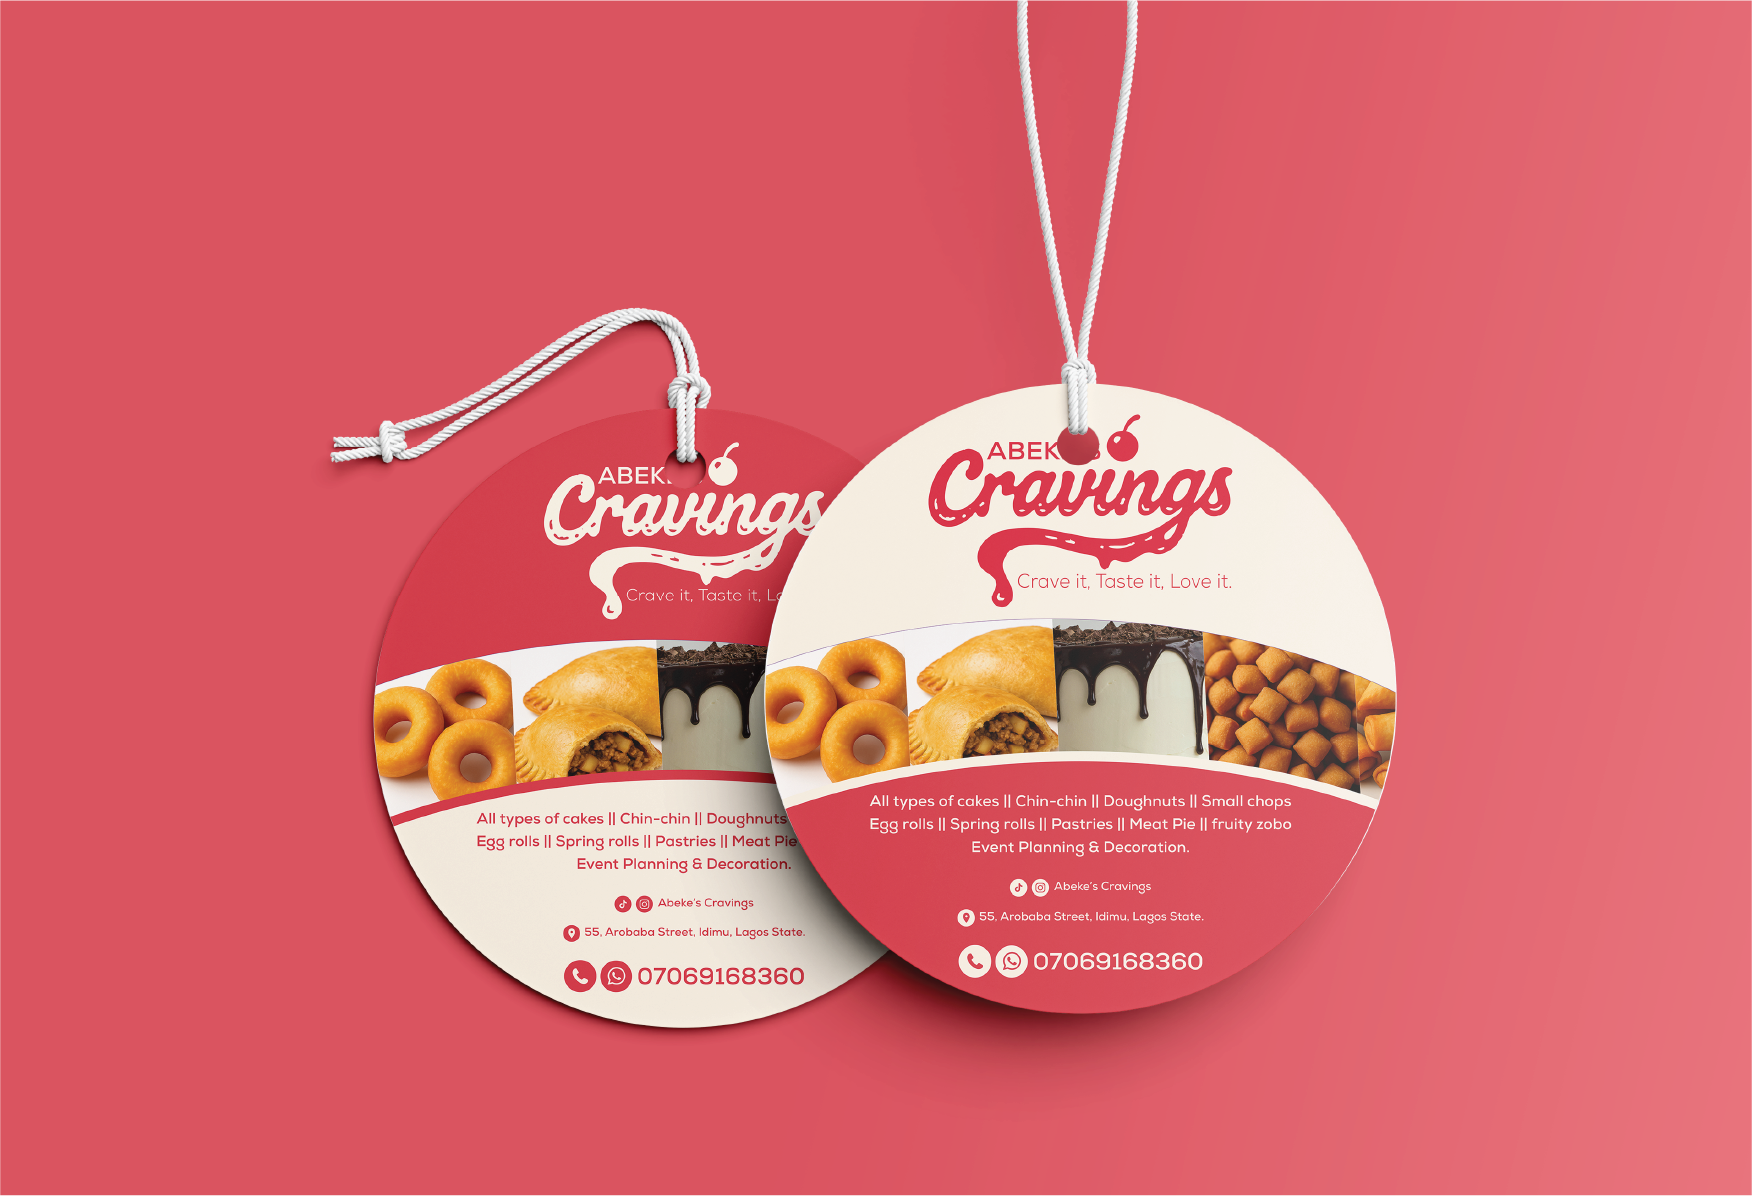 Cravings
Crave it, Taste it,
All types of cakes || Chin-chin || Doughnuts
Egg rolls || Spring rolls || Pastries || Meat Pie
Event Planning & Decoration.
Abeke's Cravings
55, Arobaba Street, Idimu, Lagos State.
07069168360
Cravings
Crave it, Taste it, Love it.
All types of cakes || Chin-chin || Doughnuts || Small chops
Egg rolls || Spring rolls || Pastries || Meat Pie || fruity zobo
Event Planning & Decoration.
Abeke's Cravings
55, Arobaba Street, Idimu, Lagos State.
07069168360